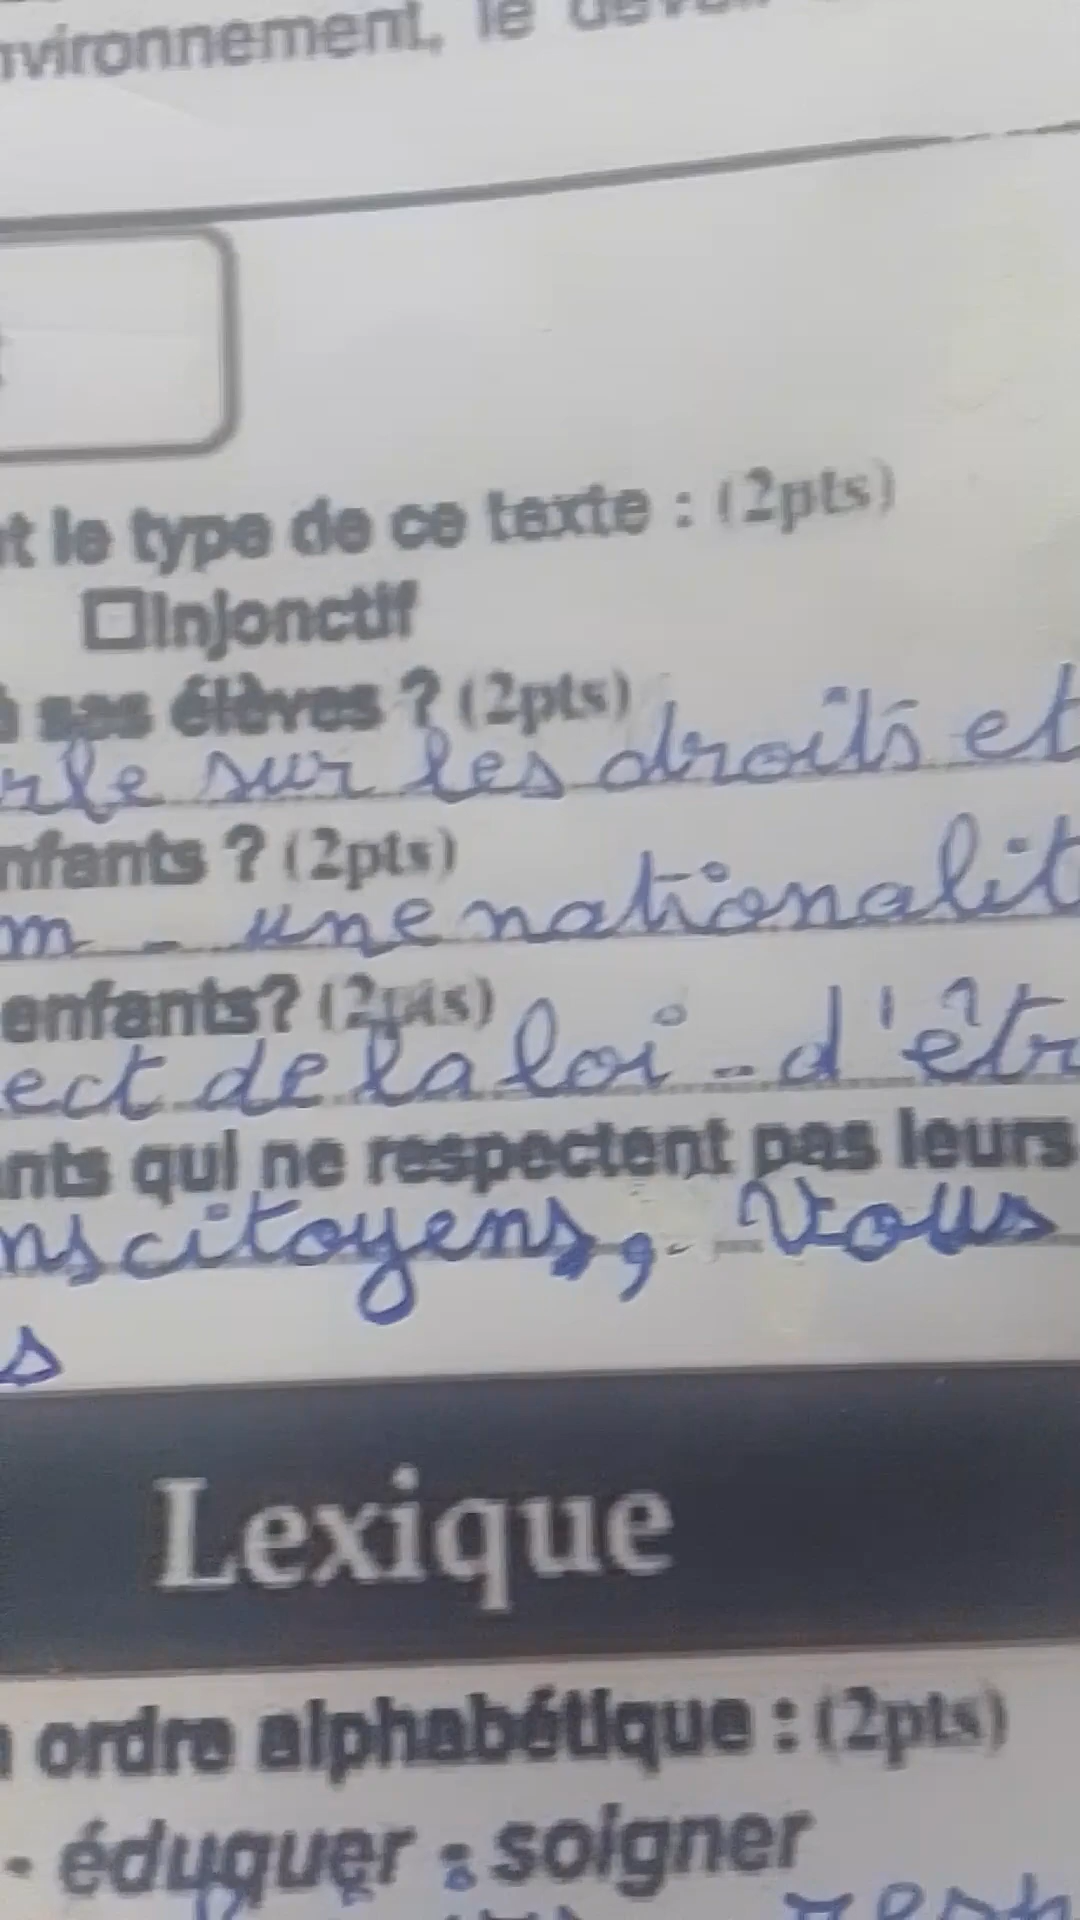 nvironnement, le
t le type de ce texte : (2pts)
☐Injonctif
à ses élèves ? (2pts)
rle sur les droits et
nfants ? (2pts)
m - une nationalit
enfants? (2pts)
ect de la loi - d'êtr
nts qui ne respectent pas leurs
ns citoyens, Vous
s
Lexique
ordre alphabétique : (2pts)
- éduquer - soigner